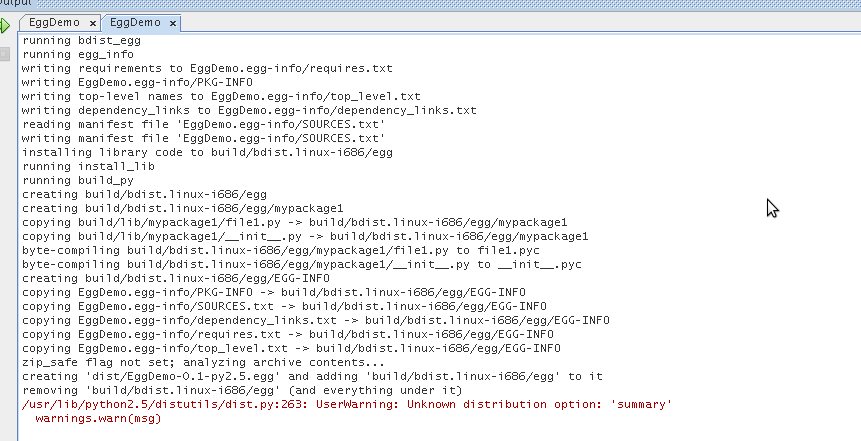 Output
EggDemo x EggDemo x
running bdist_egg
running egg_info
writing requirements to EggDemo.egg-info/requires.txt
writing EggDemo.egg-info/PKG-INFO
writing top-level names to EggDemo.egg-info/top_level.txt
writing dependency_links to EggDemo.egg-info/dependency_links.txt
reading manifest file 'EggDemo.egg-info/SOURCES.txt'
writing manifest file 'EggDemo.egg-info/SOURCES.txt'
installing library code to build/bdist.linux-i686/egg
running install_lib
running build_py
creating build/bdist.linux-i686/egg
creating build/bdist.linux-i686/egg/mypackage1
copying build/lib/mypackage1/file1.py -> build/bdist.linux-i686/egg/mypackage1
copying build/lib/mypackage1/__init__.py -> build/bdist.linux-i686/egg/mypackage1
byte-compiling build/bdist.linux-i686/egg/mypackage1/file1.py to file1.pyc
byte-compiling build/bdist.linux-i686/egg/mypackage1/__init__.py to __init__.pyc
creating build/bdist.linux-i686/egg/EGG-INFO
copying EggDemo.egg-info/PKG-INFO -> build/bdist.linux-i686/egg/EGG-INFO
copying EggDemo.egg-info/SOURCES.txt -> build/bdist.linux-i686/egg/EGG-INFO
copying EggDemo.egg-info/dependency_links.txt -> build/bdist.linux-i686/egg/EGG-INFO
copying EggDemo.egg-info/requires.txt -> build/bdist.linux-i686/egg/EGG-INFO
copying EggDemo.egg-info/top_level.txt -> build/bdist.linux-i686/egg/EGG-INFO
zip_safe flag not set; analyzing archive contents...
creating 'dist/EggDemo-0.1-py2.5.egg' and adding 'build/bdist.linux-i686/egg' to it
removing 'build/bdist.linux-i686/egg' (and everything under it)
/usr/lib/python2.5/distutils/dist.py:263: UserWarning: Unknown distribution option: 'summary'
warnings.warn(msg)